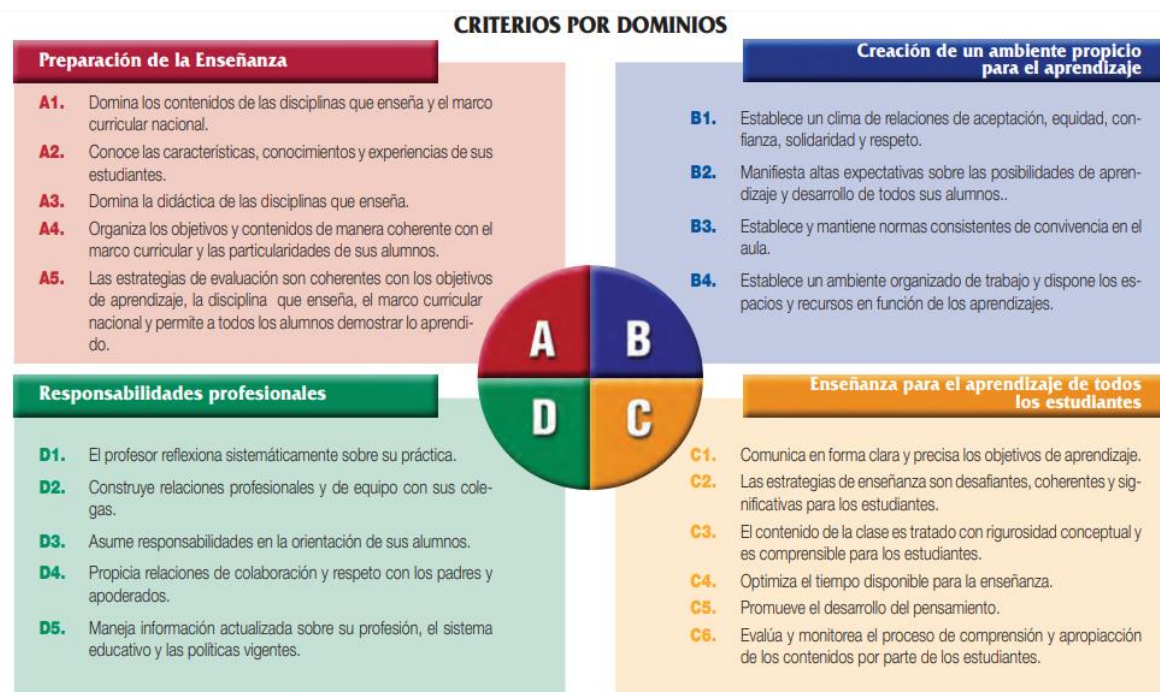 CRITERIOS POR DOMINIOS
Preparación de la Enseñanza
A1. Domina los contenidos de las disciplinas que enseña y el marco
curricular nacional.
A2. Conoce las características, conocimientos y experiencias de sus
estudiantes.
A3. Domina la didáctica de las disciplinas que enseña.
A4. Organiza los objetivos y contenidos de manera coherente con el
marco curricular y las particularidades de sus alumnos.
A5. Las estrategias de evaluación son coherentes con los objetivos
de aprendizaje, la disciplina que enseña, el marco curricular
nacional y permite a todos los alumnos demostrar lo aprendi-
do.
Creación de un ambiente propicio
para el aprendizaje
B1. Establece un clima de relaciones de aceptación, equidad, con-
fianza, solidaridad y respeto.
B2. Manifiesta altas expectativas sobre las posibilidades de apren-
dizaje y desarrollo de todos sus alumnos..
B3. Establece y mantiene normas consistentes de convivencia en el
aula.
B4. Establece un ambiente organizado de trabajo y dispone los es-
pacios y recursos en función de los aprendizajes.
A B
D C
Responsabilidades profesionales
D1. El profesor reflexiona sistemáticamente sobre su práctica.
D2. Construye relaciones profesionales y de equipo con sus cole-
gas.
D3. Asume responsabilidades en la orientación de sus alumnos.
D4. Propicia relaciones de colaboración y respeto con los padres y
apoderados.
D5. Maneja información actualizada sobre su profesión, el sistema
educativo y las políticas vigentes.
Enseñanza para el aprendizaje de todos
los estudiantes
C1. Comunica en forma clara y precisa los objetivos de aprendizaje.
C2. Las estrategias de enseñanza son desafiantes, coherentes y sig-
nificativas para los estudiantes.
C3. El contenido de la clase es tratado con rigurosidad conceptual y
es comprensible para los estudiantes.
C4. Optimiza el tiempo disponible para la enseñanza.
C5. Promueve el desarrollo del pensamiento.
C6. Evalúa y monitorea el proceso de comprensión y apropiacción
de los contenidos por parte de los estudiantes.